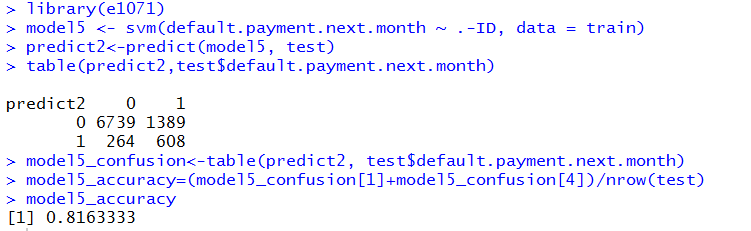 > library(e1071)
> model5 <- svm(default.payment.next.month ~ .-ID, data = train)
> predict2<-predict(model5, test)
> table(predict2,test$default.payment.next.month)
predict2    0    1
       0 6739 1389
       1  264  608
> model5_confusion<-table(predict2, test$default.payment.next.month)
> model5_accuracy=(model5_confusion[1]+model5_confusion[4])/nrow(test)
> model5_accuracy
[1] 0.8163333